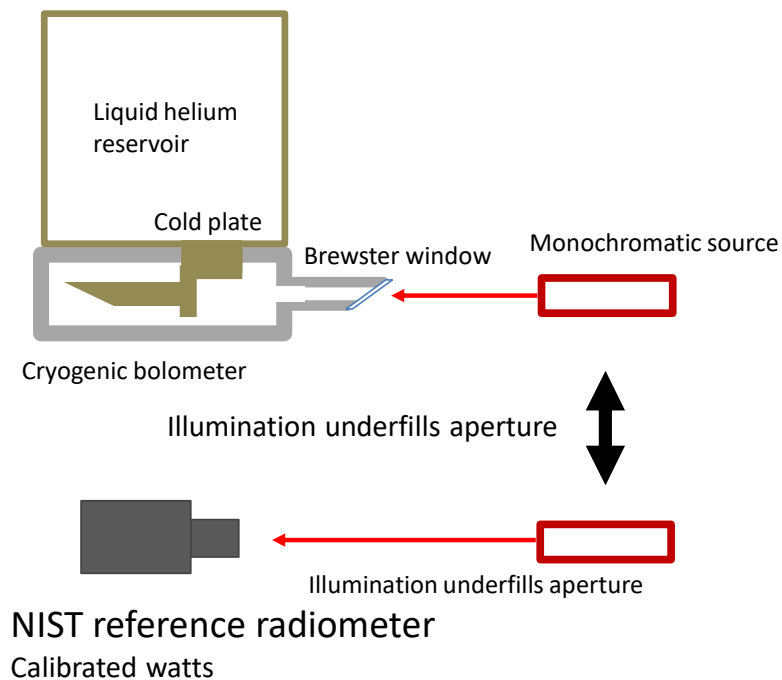 Liquid helium
reservoir
Cold plate
Brewster window
Monochromatic source
Cryogenic bolometer
Illumination underfills aperture
Illumination underfills aperture
NIST reference radiometer
Calibrated watts